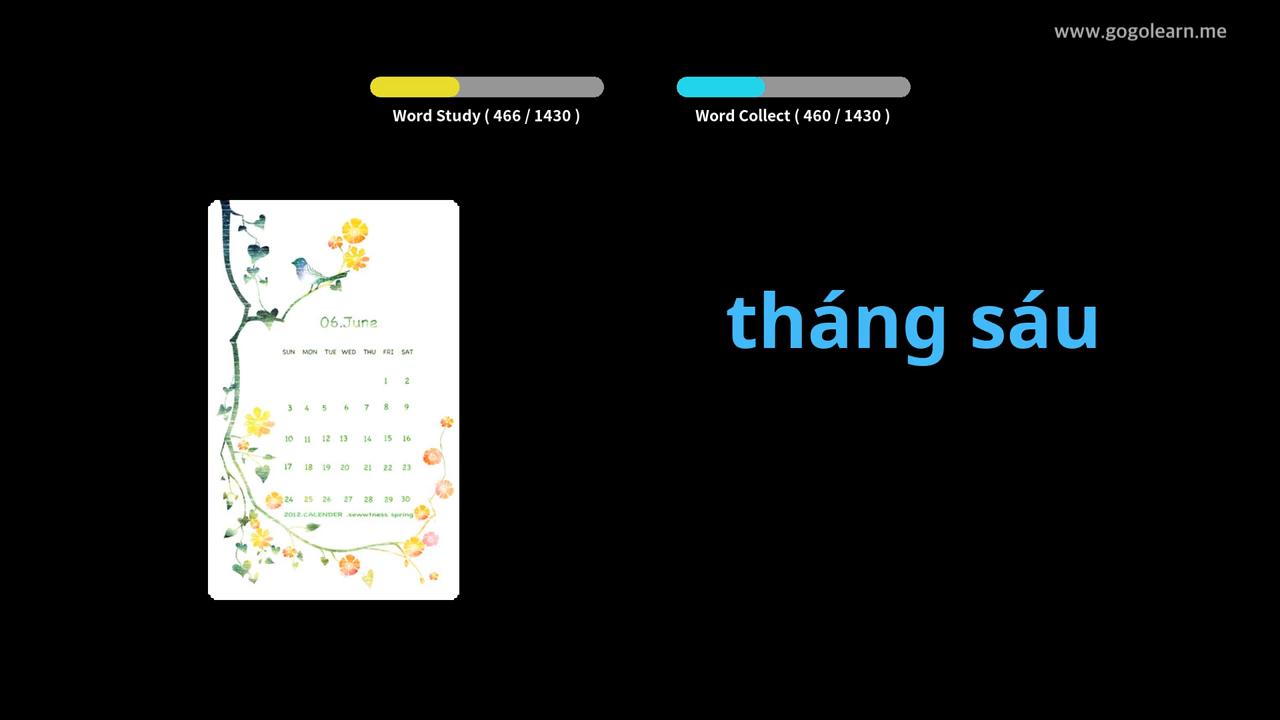 www.gogolearn.me
Word Study ( 466 / 1430 )
Word Collect ( 460 / 1430 )
tháng sáu
06.June
SUN MON TUE WED THU FRI SAT
1 2
3 4 5 6 7 8 9
10 11 12 13 14 15 16
17 18 19 20 21 22 23
24 25 26 27 28 29 30
2012.CALENDER .sewwtness spring